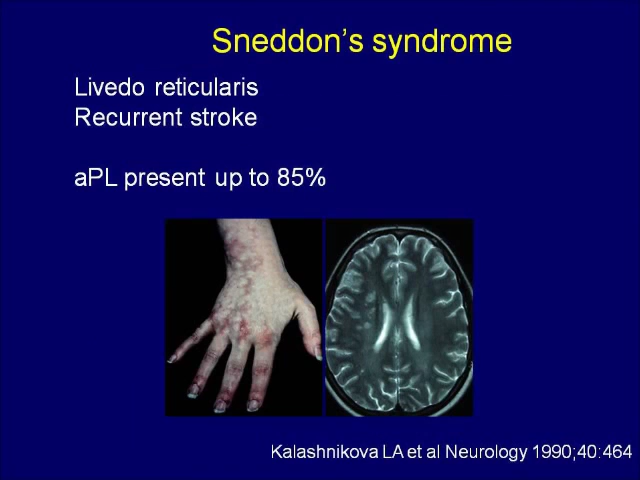 Sneddon's syndrome
Livedo reticularis
Recurrent stroke
aPL present up to 85%
Kalashnikova LA et al Neurology 1990;40:464